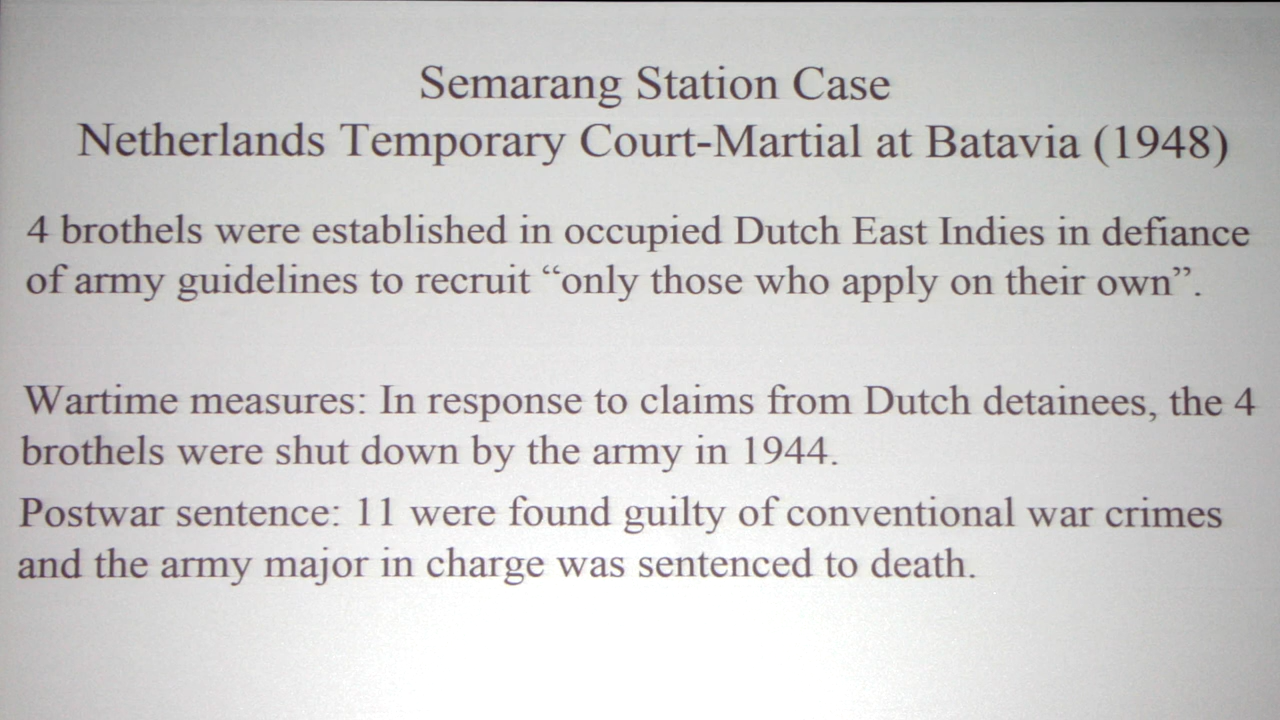 Semarang Station Case
Netherlands Temporary Court-Martial at Batavia (1948)
4 brothels were established in occupied Dutch East Indies in defiance
of army guidelines to recruit “only those who apply on their own”.
Wartime measures: In response to claims from Dutch detainees, the 4
brothels were shut down by the army in 1944.
Postwar sentence: 11 were found guilty of conventional war crimes
and the army major in charge was sentenced to death.